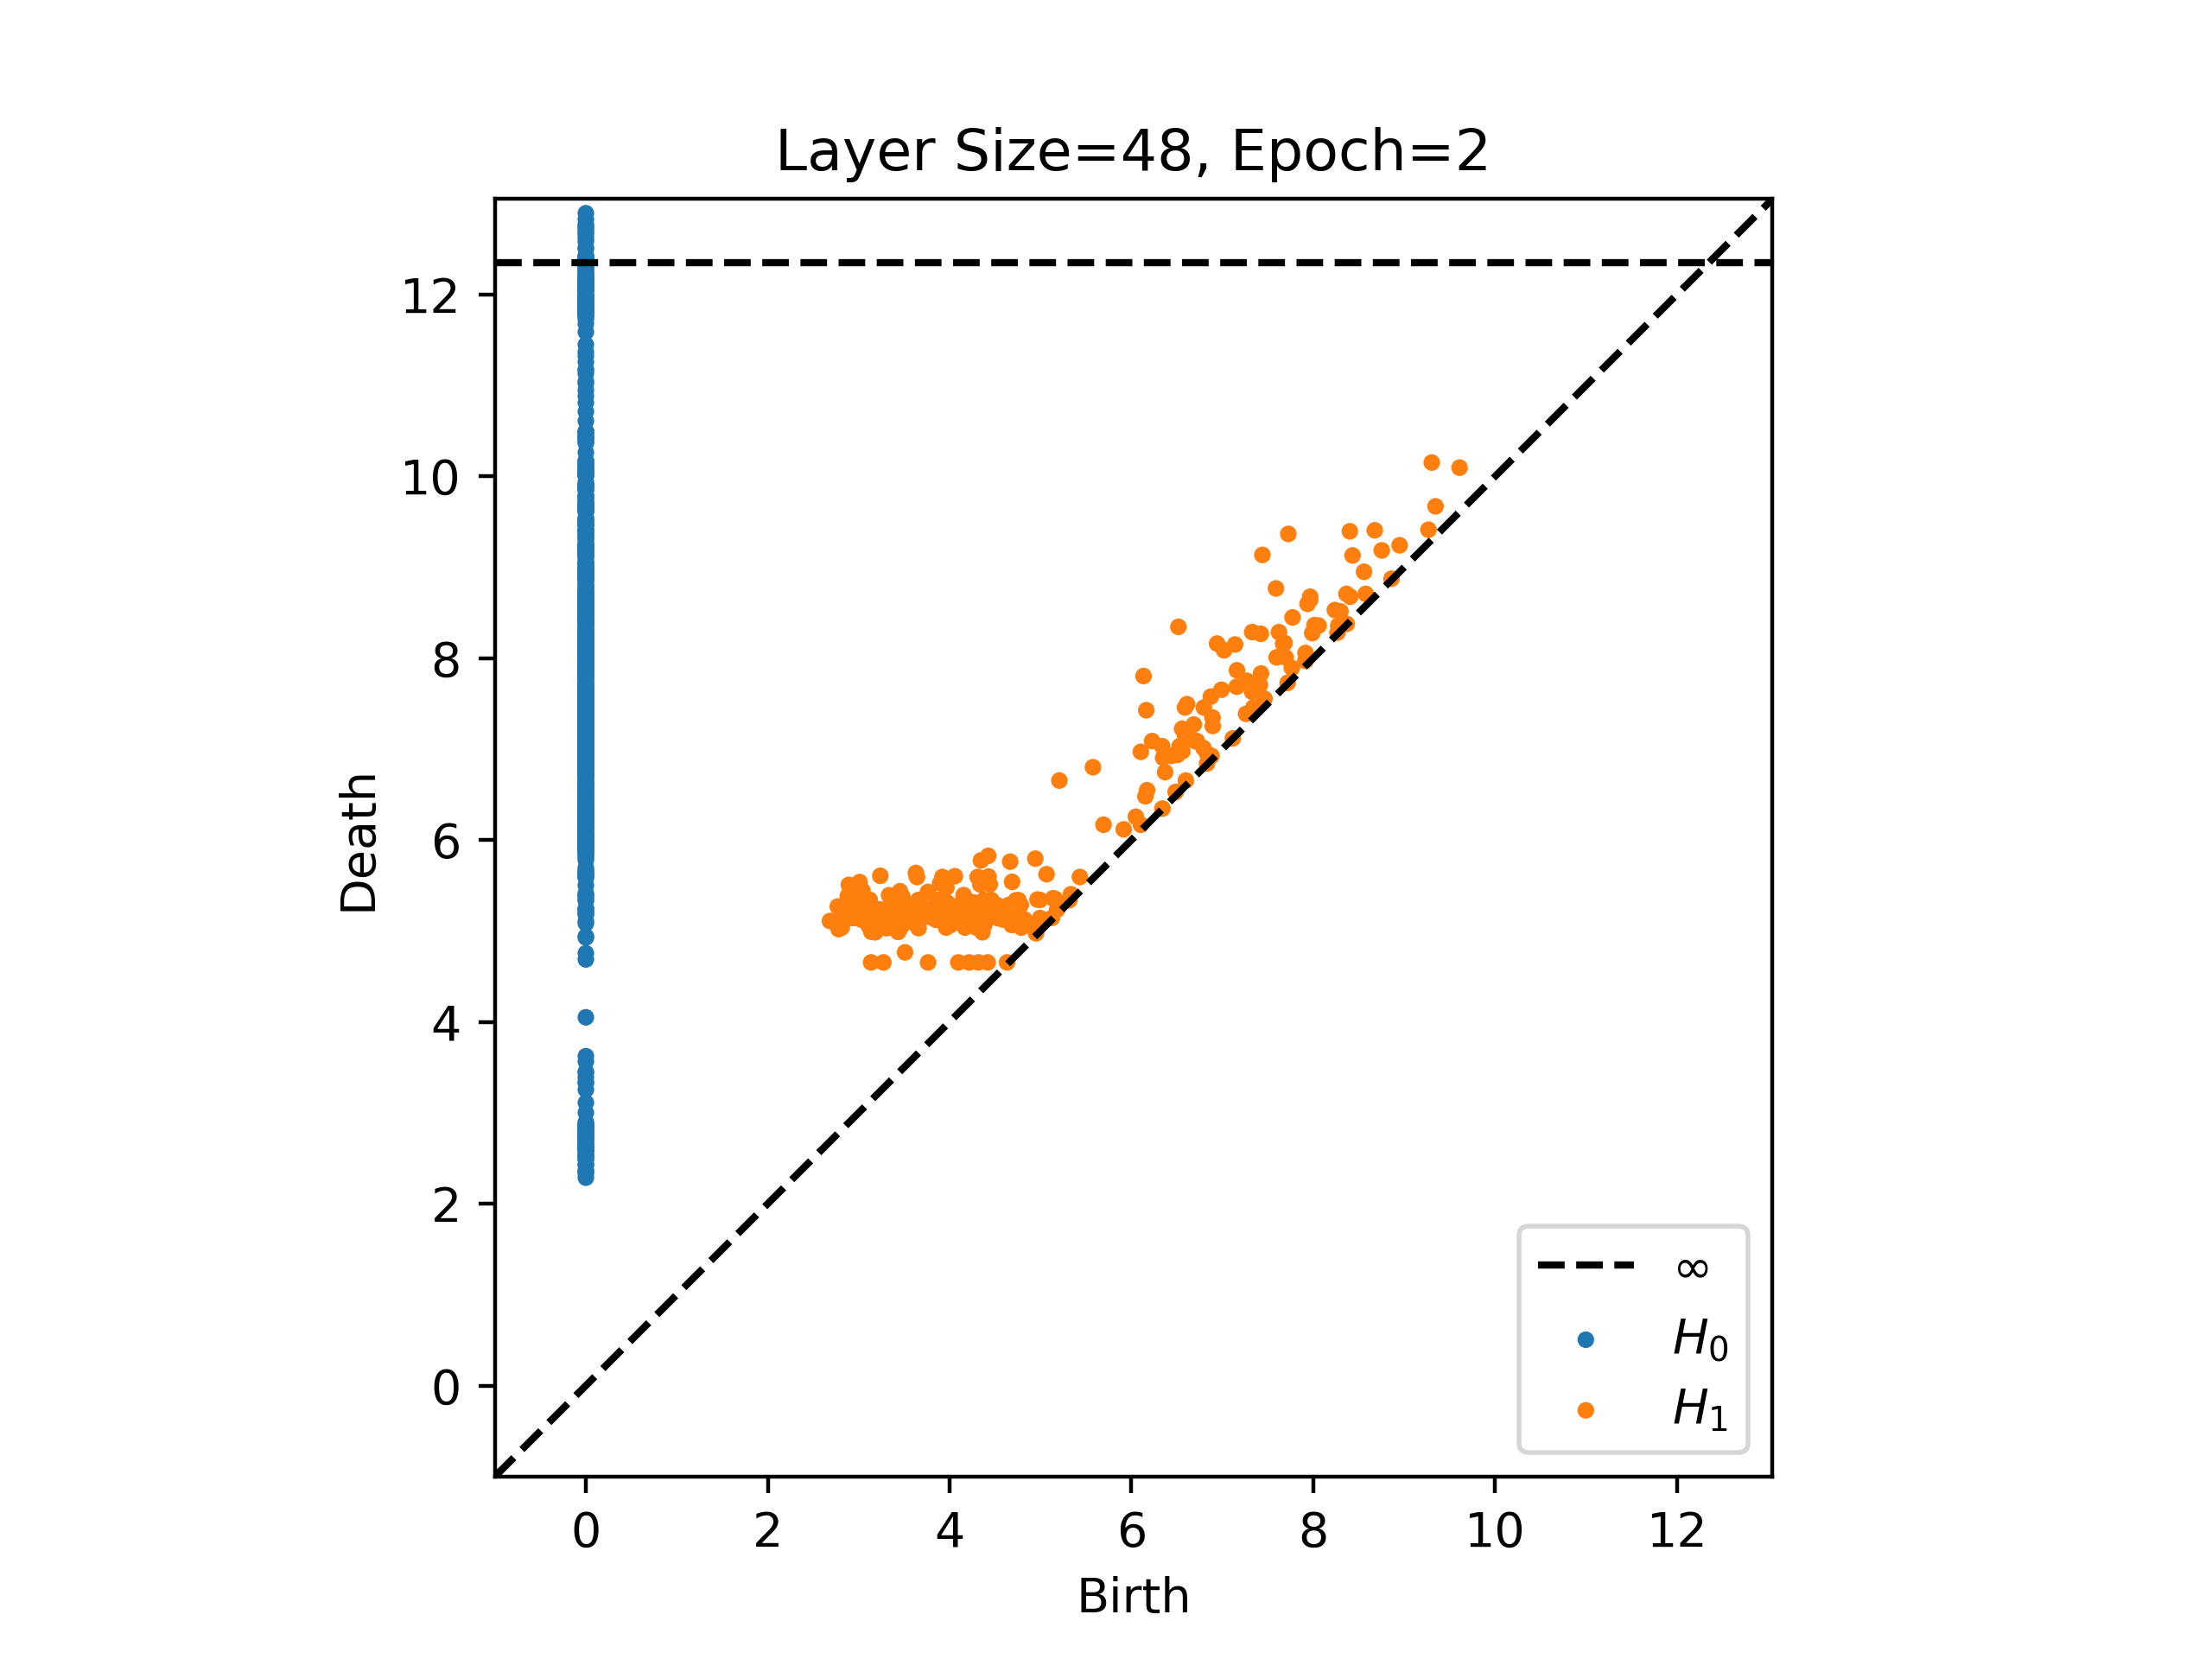 Layer Size=48, Epoch=2
Death
12
10
8
6
4
2
0
0 2 4 6 8 10 12
Birth
∞
H₀
H₁